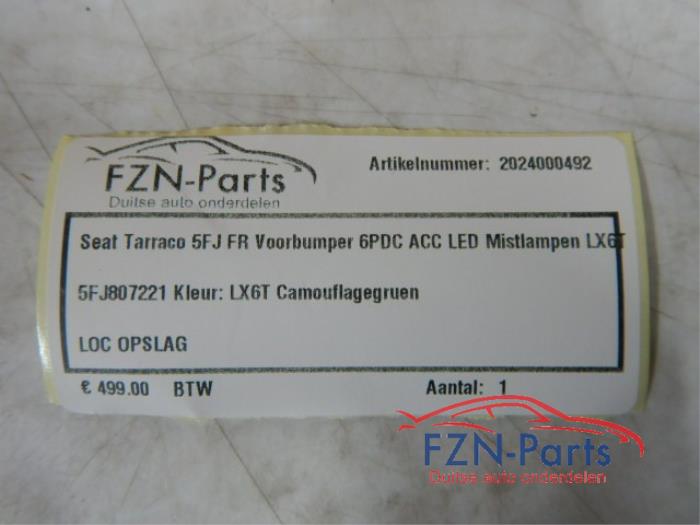 FZN-Parts
Duitse auto onderdelen
Artikelnummer: 2024000492
Seat Tarraco 5FJ FR Voorbumper 6PDC ACC LED Mistlampen LX6T
5FJ807221 Kleur: LX6T Camouflagegruen
LOC OPSLAG
€ 499.00 BTW Aantal: 1
FZN-Parts
Duitse auto onderdelen